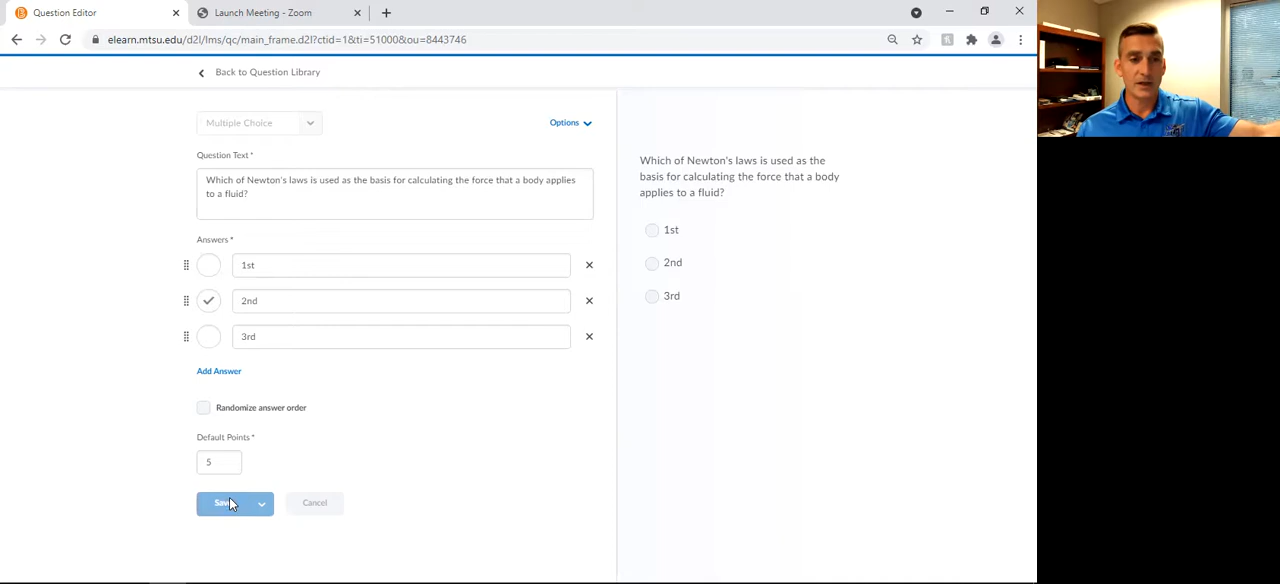 Question Editor
Launch Meeting - Zoom
elearn.mtsu.edu/d2l/lms/qc/main_frame.d2l?ctid=1&ti=51000&ou=8443746
Back to Question Library
Multiple Choice
Options
Question Text *
Which of Newton's laws is used as the basis for calculating the force that a body applies
to a fluid?
Answers *
1st
2nd
3rd
Add Answer
Randomize answer order
Default Points *
5
Save
Cancel
Which of Newton's laws is used as the
basis for calculating the force that a body
applies to a fluid?
1st
2nd
3rd